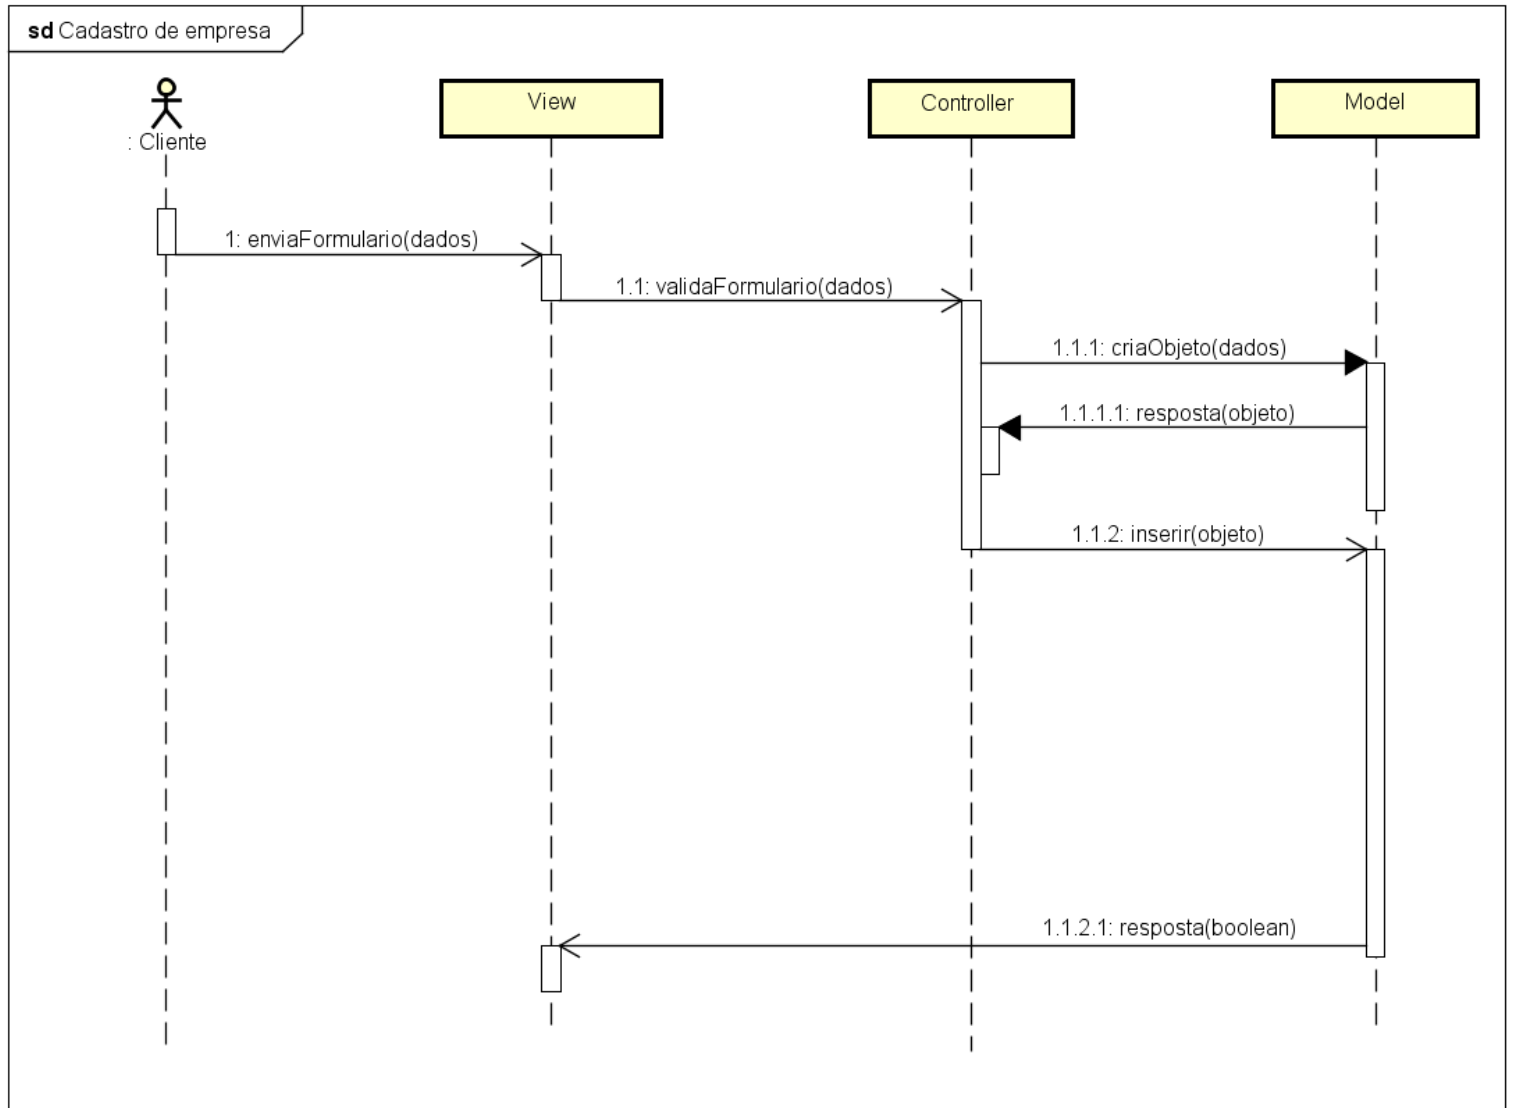 sd Cadastro de empresa
: Cliente
View
Controller
Model
1: enviaFormulario(dados)
1.1: validaFormulario(dados)
1.1.1: criaObjeto(dados)
1.1.1.1: resposta(objeto)
1.1.2: inserir(objeto)
1.1.2.1: resposta(boolean)